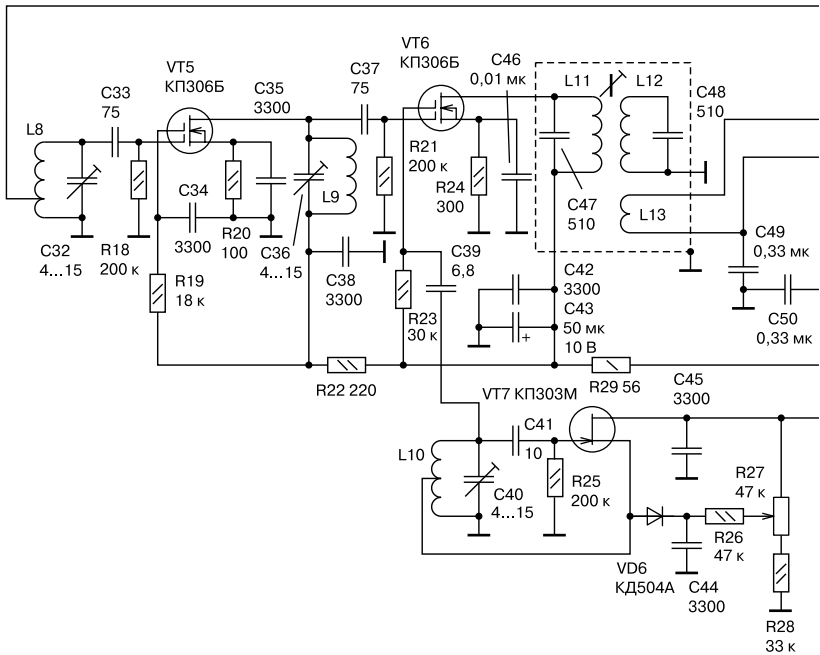 VT5
КП306Б
C33
75
C35
3300
C37
75
VT6
КП306Б
C46
0,01 мк
L11
L12
C48
510
L8
C34
3300
L9
R21
200 к
R24
300
C47
510
L13
C32
4...15
R18
200 к
R20
100
C36
4...15
C38
3300
C39
6,8
C49
0,33 мк
C50
0,33 мк
R19
18 к
R23
30 к
C42
3300
C43
50 мк
10 В
+
R22 220
R29 56
VT7 КП303М
C45
3300
L10
C41
10
C40
4...15
R25
200 к
R27
47 к
R26
47 к
VD6
КД504А
C44
3300
R28
33 к